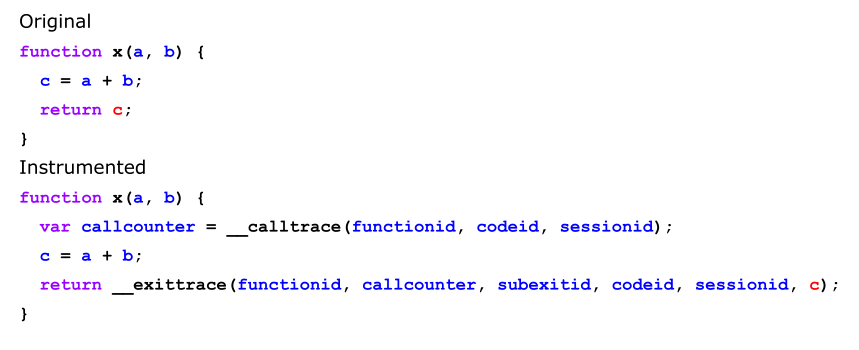 Original
function x(a, b) {
c = a + b;
return c;
}
Instrumented
function x(a, b) {
var callcounter = __calltrace(functionid, codeid, sessionid);
c = a + b;
return __exittrace(functionid, callcounter, subexitid, codeid, sessionid, c);
}